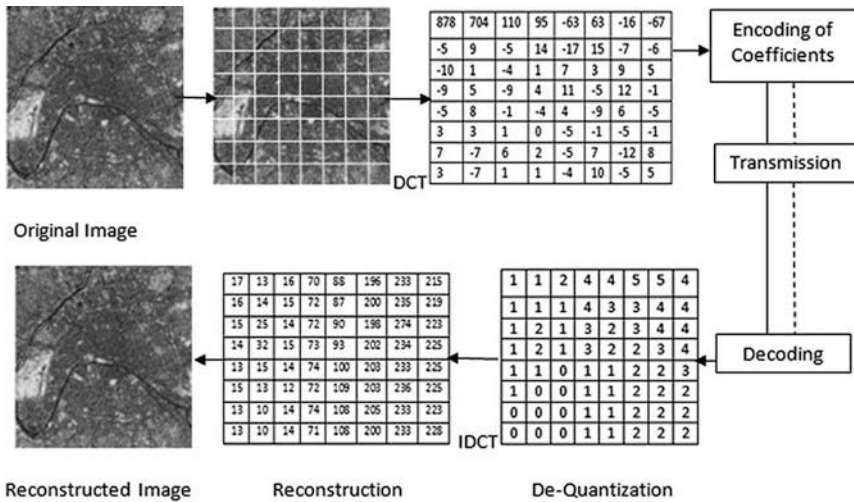 878 704 110 95 -63 63 -16 -67
-5 9 -5 14 -17 15 -7 -6
-10 1 -4 1 7 3 9 5
-9 5 -9 4 11 -5 12 -1
-5 8 -1 -4 4 -9 6 -5
3 3 1 0 -5 -1 -5 -1
7 -7 6 2 -5 7 -12 8
3 -7 1 1 -4 10 -5 5
DCT
Encoding of
Coefficients
Transmission
Original Image
17 13 16 70 88 196 233 215
16 14 15 72 87 200 235 219
15 25 14 72 90 198 274 223
14 32 15 73 93 202 234 225
13 15 14 74 100 203 233 225
15 13 12 72 109 203 236 225
13 10 14 74 108 205 233 223
13 10 14 71 108 200 233 228
1 1 2 4 4 5 5 4
1 1 1 4 3 3 4 4
1 2 1 3 2 3 4 4
1 2 1 3 2 2 3 4
1 1 0 1 1 2 2 3
1 0 0 1 1 2 2 2
0 0 0 1 1 2 2 2
0 0 0 1 1 2 2 2
IDCT
Decoding
Reconstructed Image
Reconstruction
De-Quantization